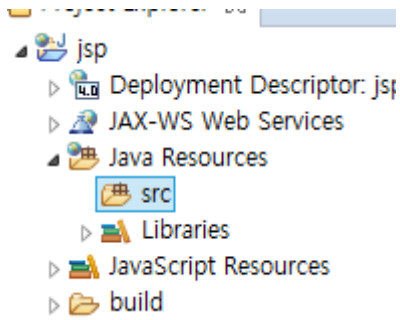 jsp
Deployment Descriptor: jsp
JAX-WS Web Services
Java Resources
src
Libraries
JavaScript Resources
build